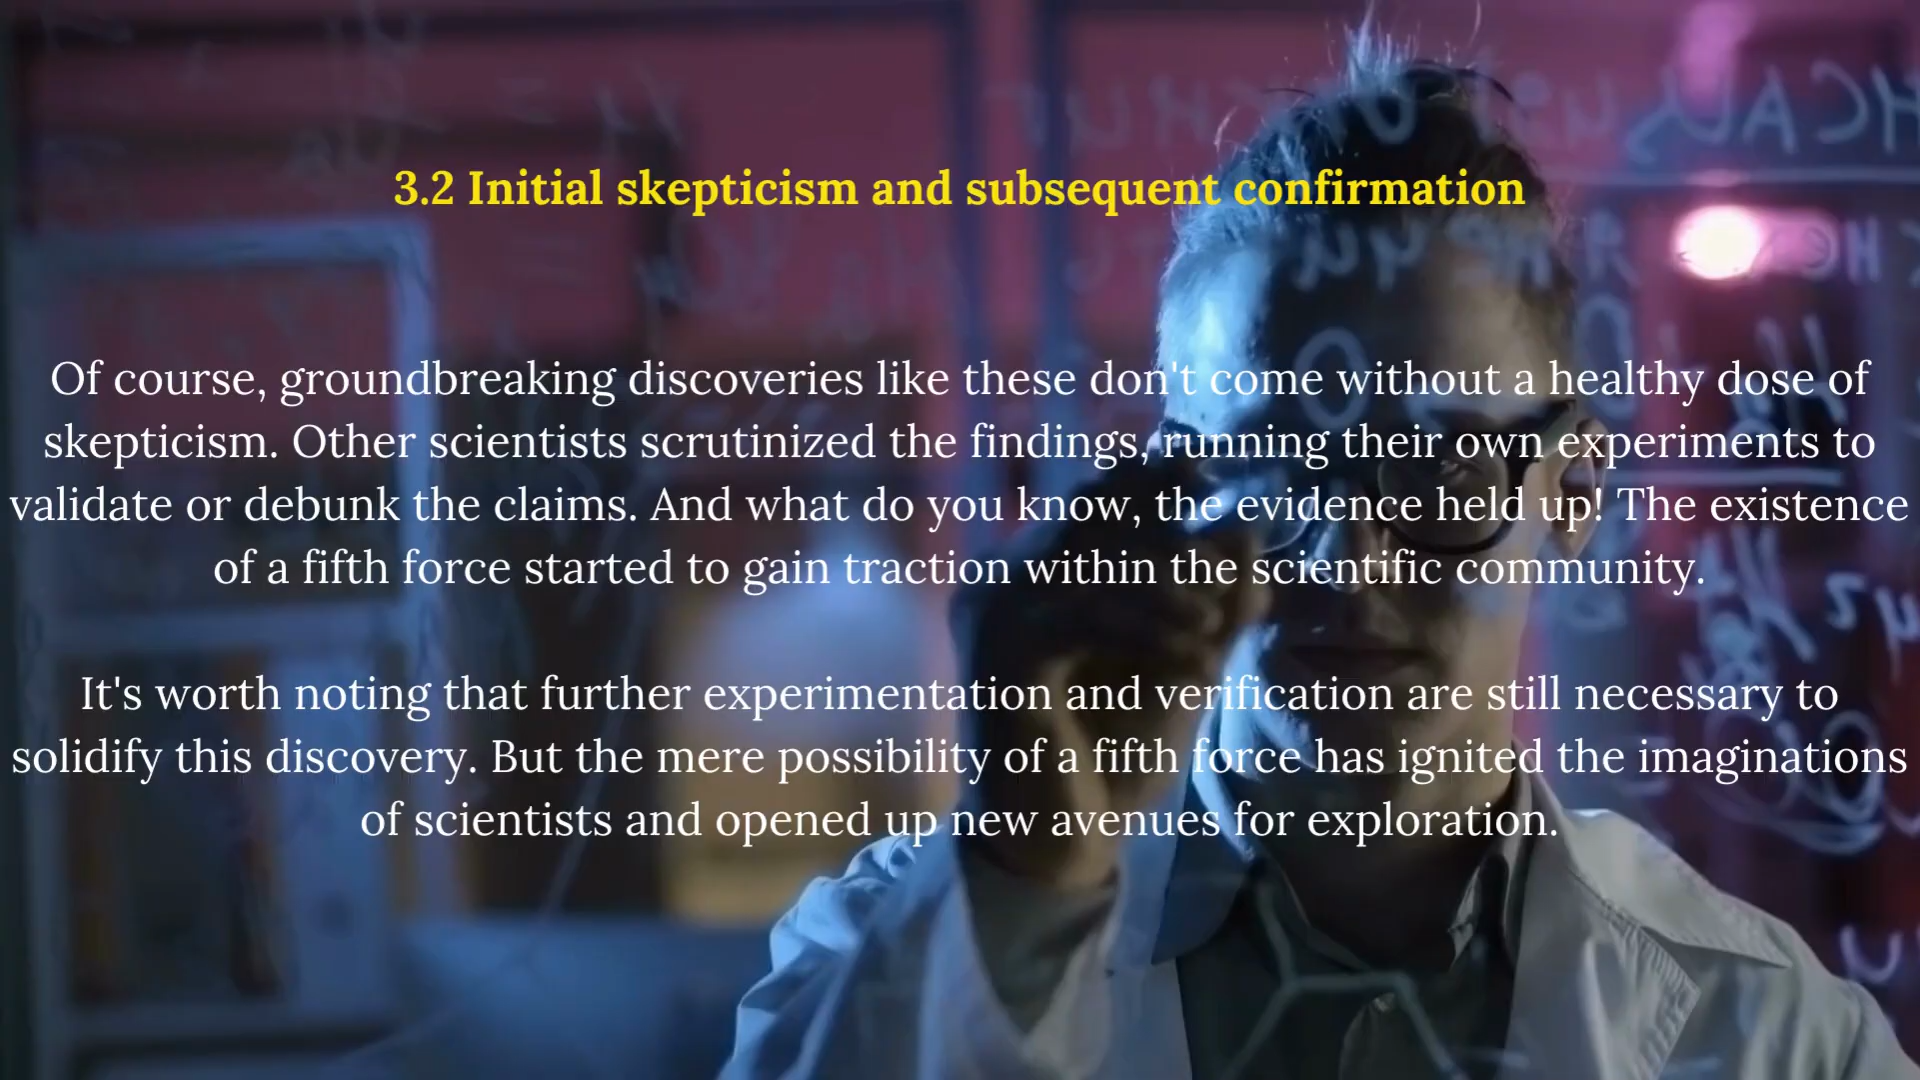 3.2 Initial skepticism and subsequent confirmation
Of course, groundbreaking discoveries like these don't come without a healthy dose of
skepticism. Other scientists scrutinized the findings, running their own experiments to
validate or debunk the claims. And what do you know, the evidence held up! The existence
of a fifth force started to gain traction within the scientific community.
It's worth noting that further experimentation and verification are still necessary to
solidify this discovery. But the mere possibility of a fifth force has ignited the imaginations
of scientists and opened up new avenues for exploration.